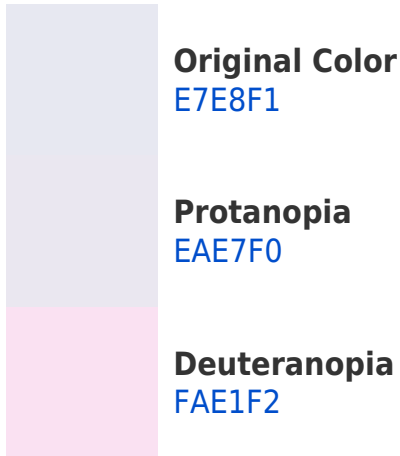 Original Color
E7E8F1
Protanopia
EAE7F0
Deuteranopia
FAE1F2